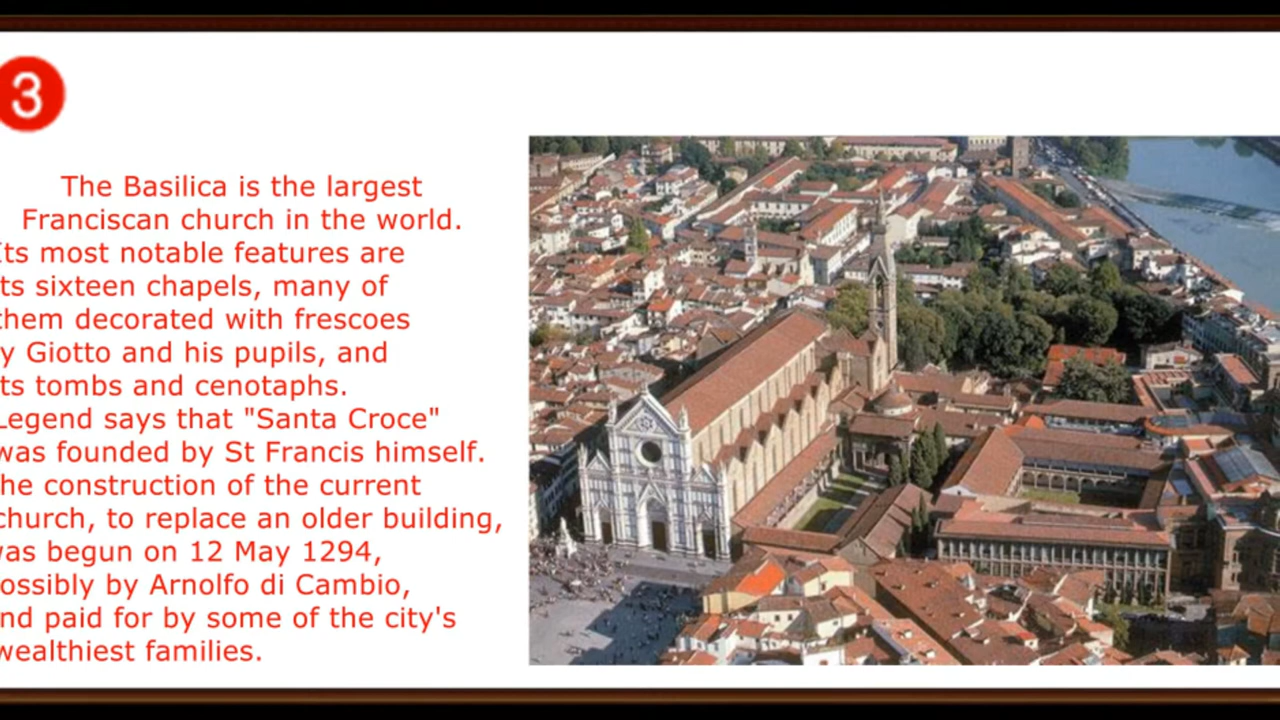 3
The Basilica is the largest
Franciscan church in the world.
Its most notable features are
ts sixteen chapels, many of
them decorated with frescoes
y Giotto and his pupils, and
ts tombs and cenotaphs.
Legend says that "Santa Croce"
was founded by St Francis himself.
he construction of the current
church, to replace an older building,
was begun on 12 May 1294,
ossibly by Arnolfo di Cambio,
nd paid for by some of the city's
wealthiest families.